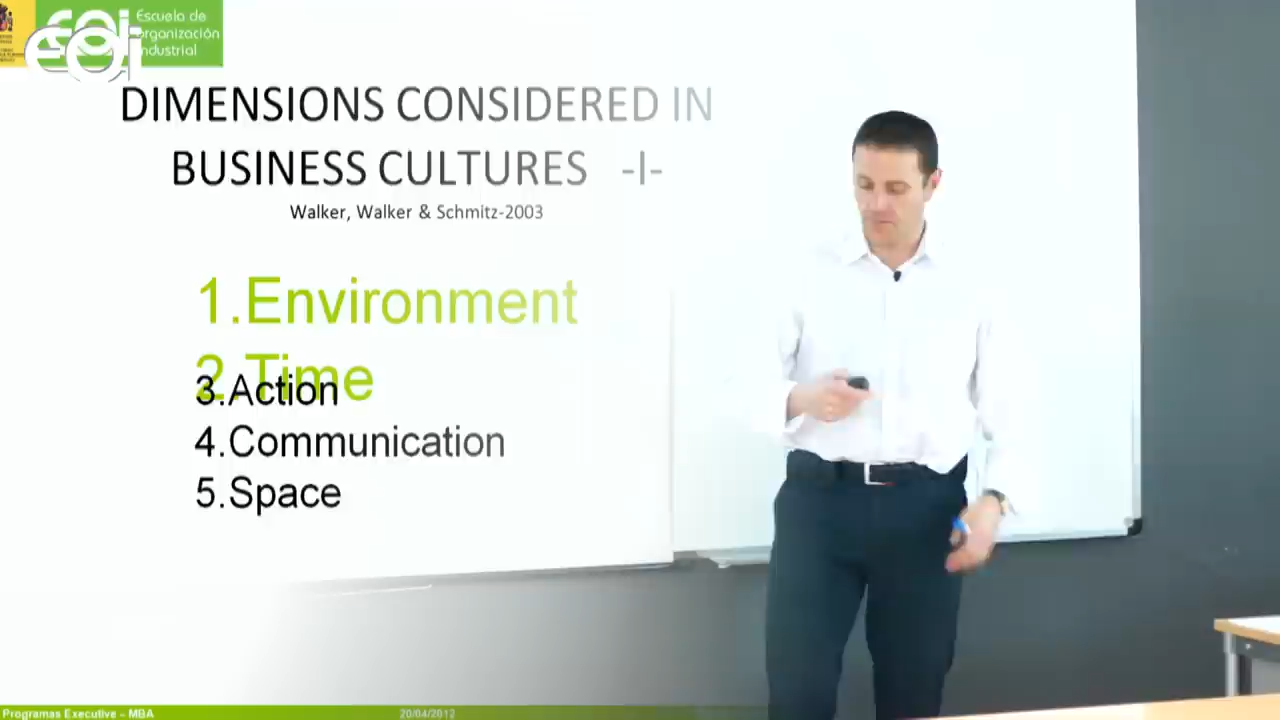 Escuela de
organización
industrial
eoi
eoi
DIMENSIONS CONSIDERED IN
BUSINESS CULTURES -I-
Walker, Walker & Schmitz-2003
1.Environment
2.Time
3.Action
4.Communication
5.Space
Programas Executive – MBA
20/04/2012